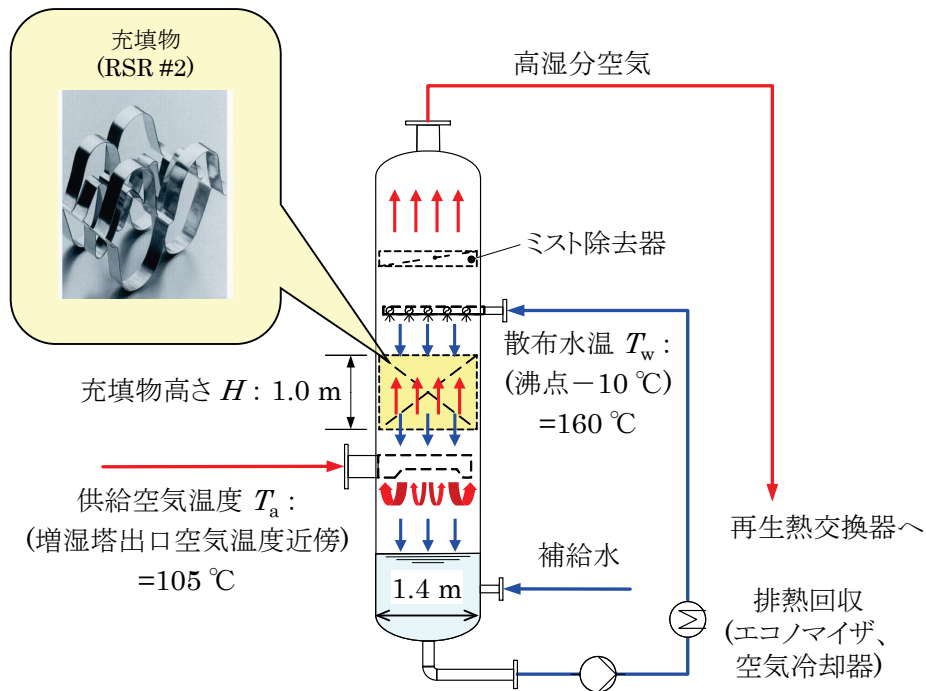 充填物
(RSR #2)
高湿分空気
ミスト除去器
散布水温 Tw :
(沸点－10 ℃)
=160 ℃
充填物高さ H : 1.0 m
供給空気温度 Ta :
(増湿塔出口空気温度近傍)
=105 ℃
再生熱交換器へ
補給水
1.4 m
排熱回収
(エコノマイザ、
空気冷却器)